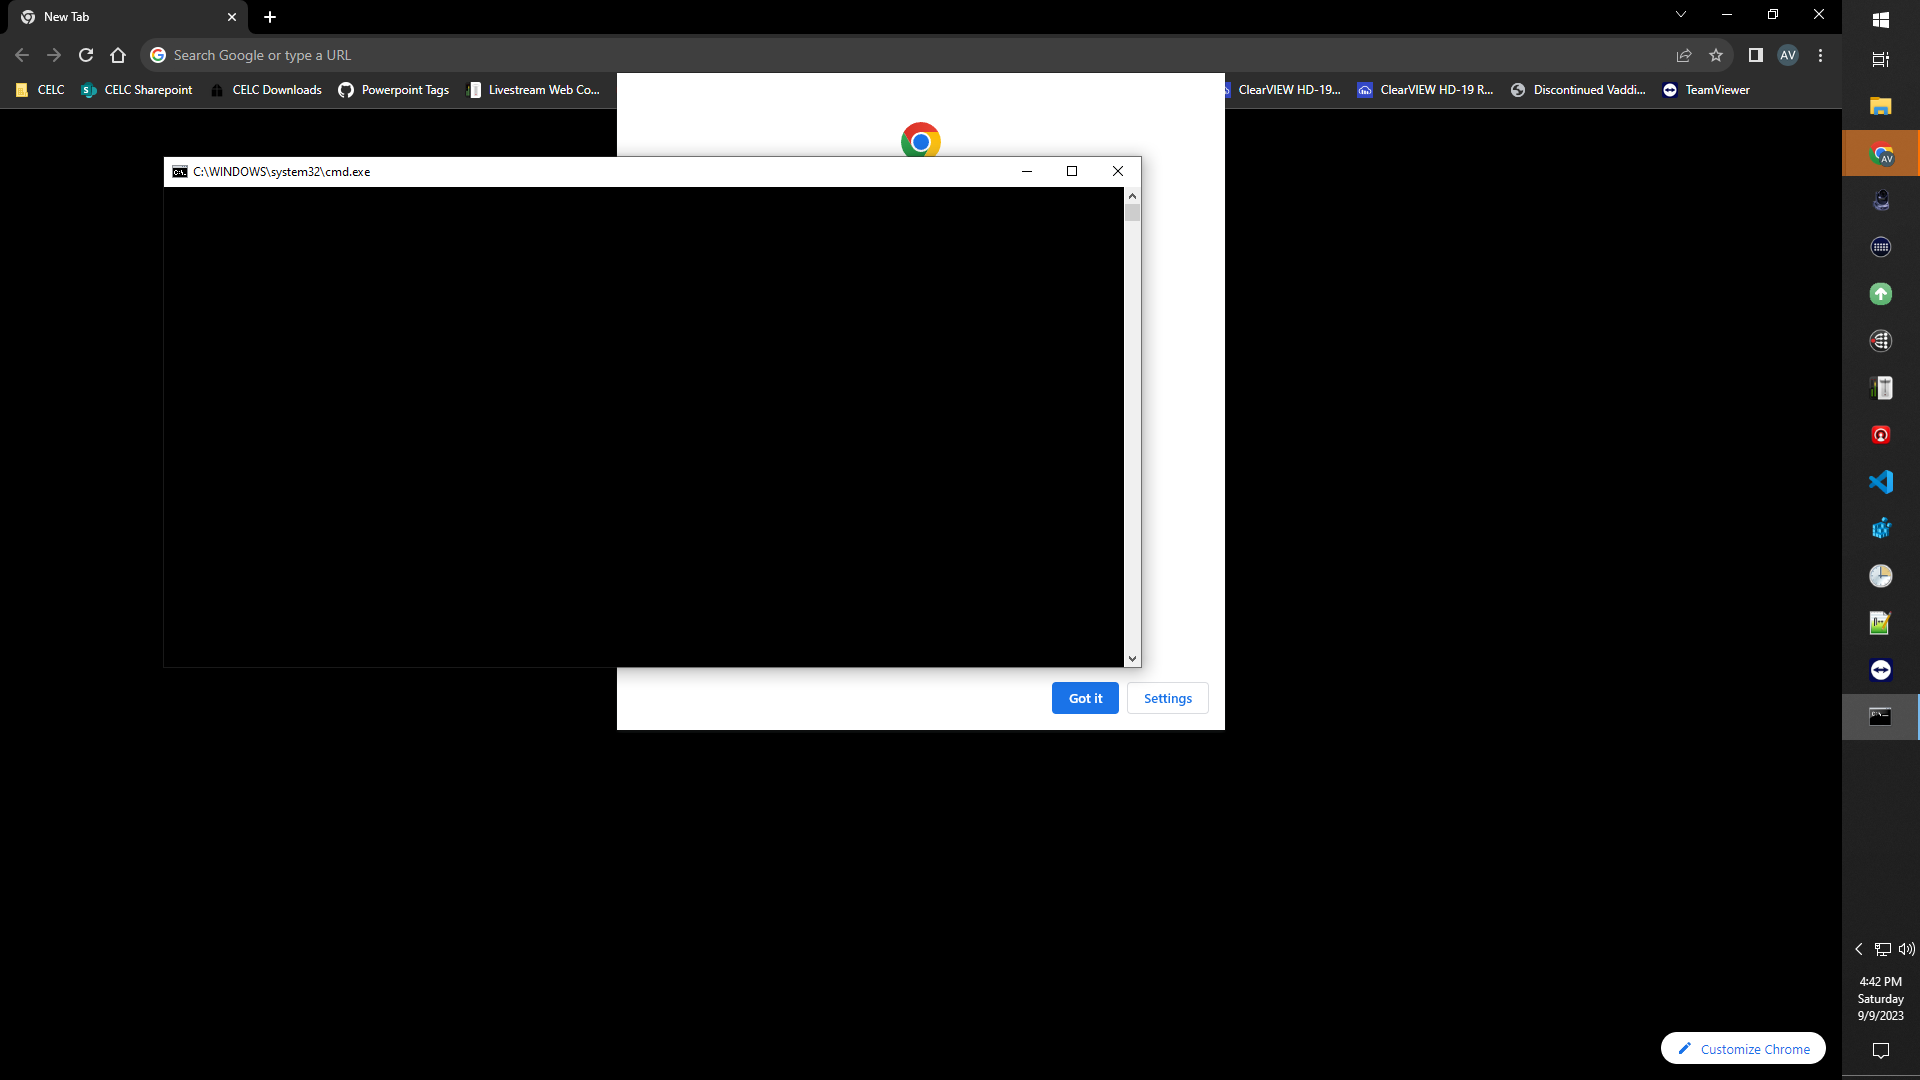 New Tab
Search Google or type a URL
AV
CELC
CELC Sharepoint
CELC Downloads
Powerpoint Tags
Livestream Web Co...
ClearVIEW HD-19...
ClearVIEW HD-19 R...
Discontinued Vaddi...
TeamViewer
C:\WINDOWS\system32\cmd.exe
Got it
Settings
AV
4:42 PM
Saturday
9/9/2023
Customize Chrome